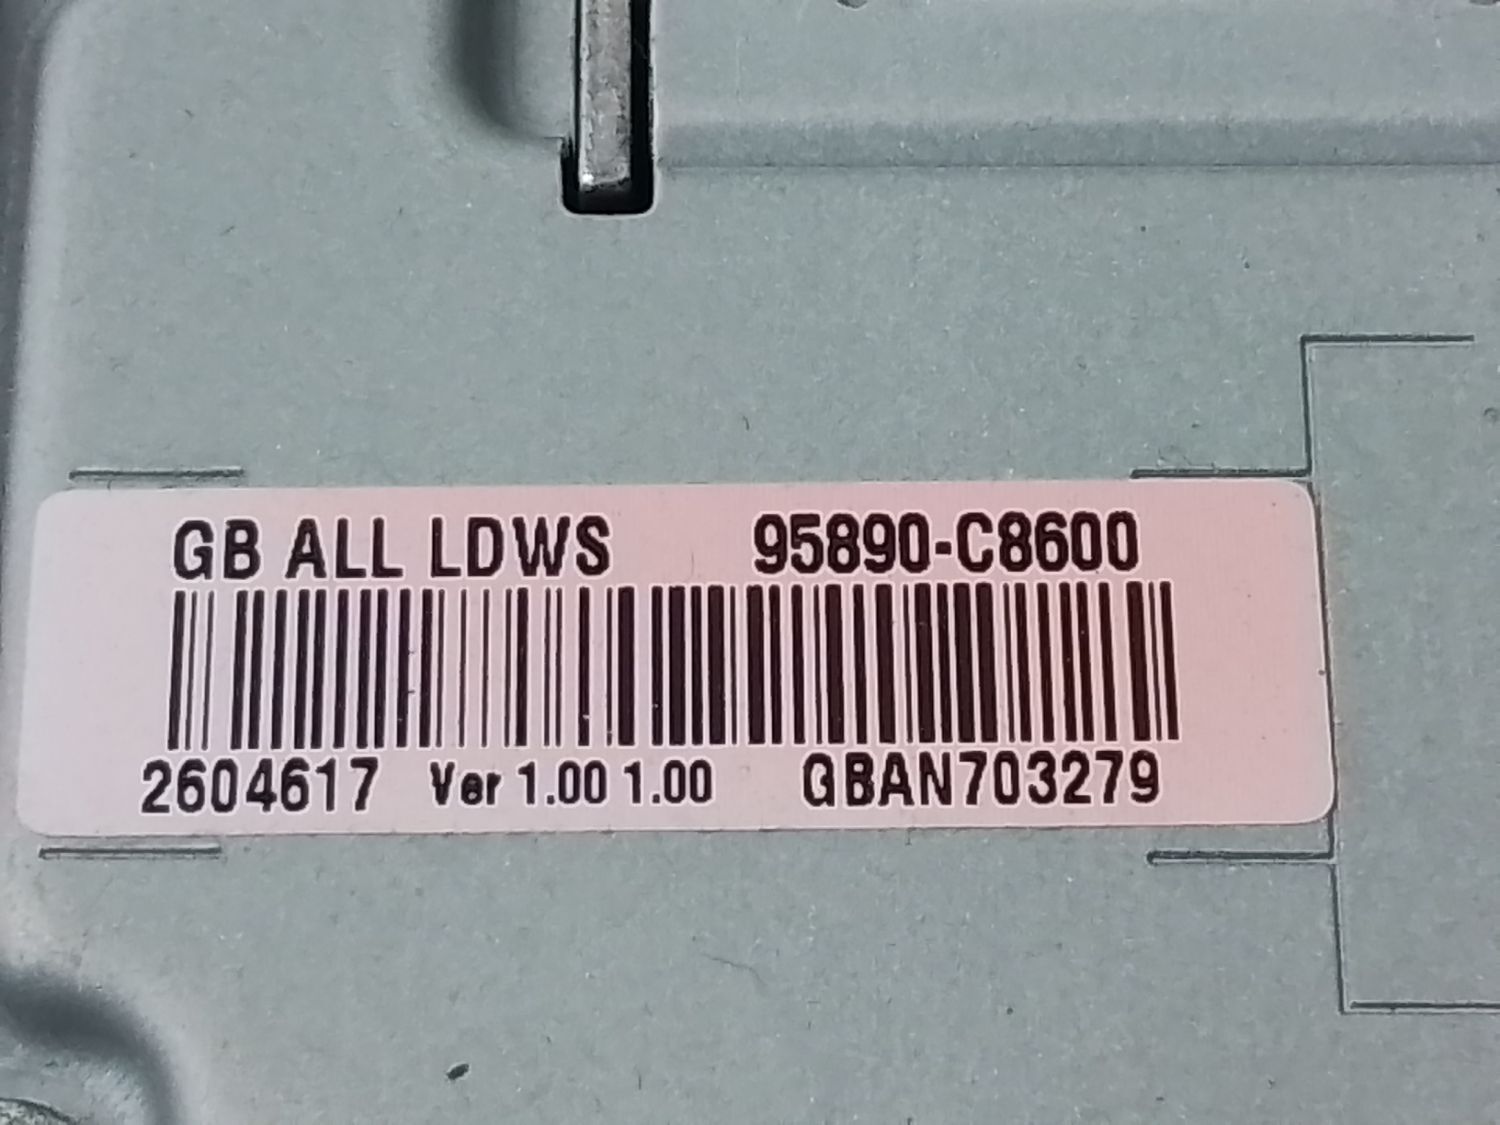 GB ALL LDWS 95890-C8600
2604617 Ver 1.00 1.00 GBAN703279